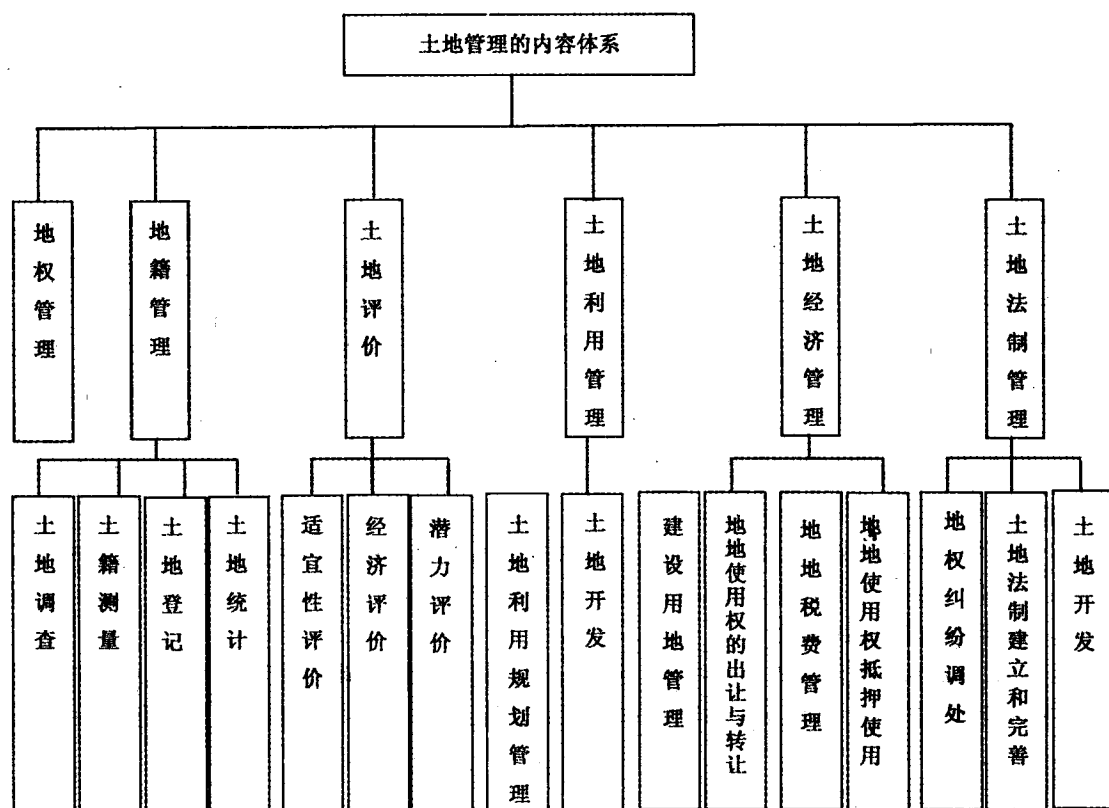 土地管理的内容体系
地权管理
地籍管理
土地评价
土地利用管理
土地经济管理
土地法制管理
土地调查
土籍测量
土地登记
土地统计
适宜性评价
经济评价
潜力评价
土地利用规划管理
土地开发
建设用地管理
地地使用权的出让与转让
地地税费管理
地地使用权抵押使用
地权纠纷调处
土地法制建立和完善
土地开发